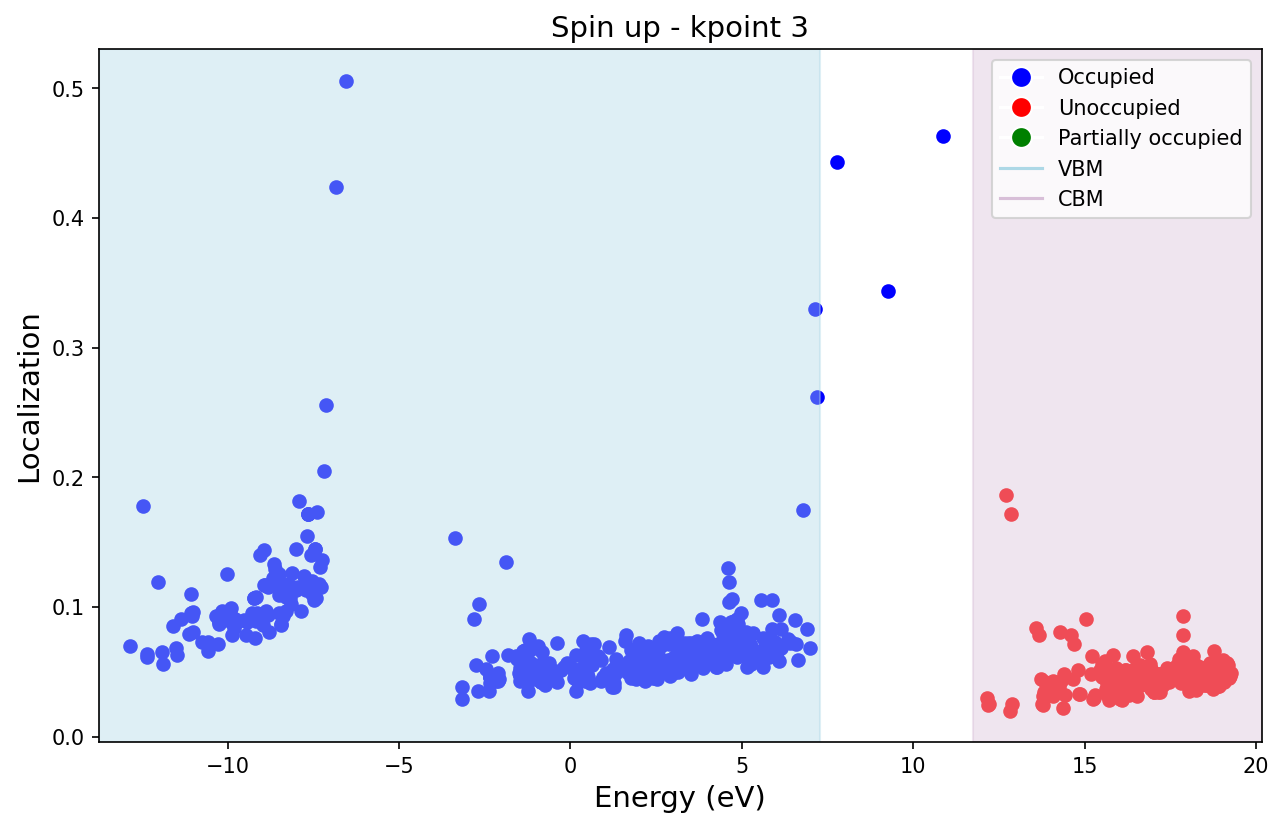 Spin up - kpoint 3
Localization
0.5
0.4
0.3
0.2
0.1
0.0
Occupied
Unoccupied
Partially occupied
VBM
CBM
−10
−5
0
5
10
15
20
Energy (eV)